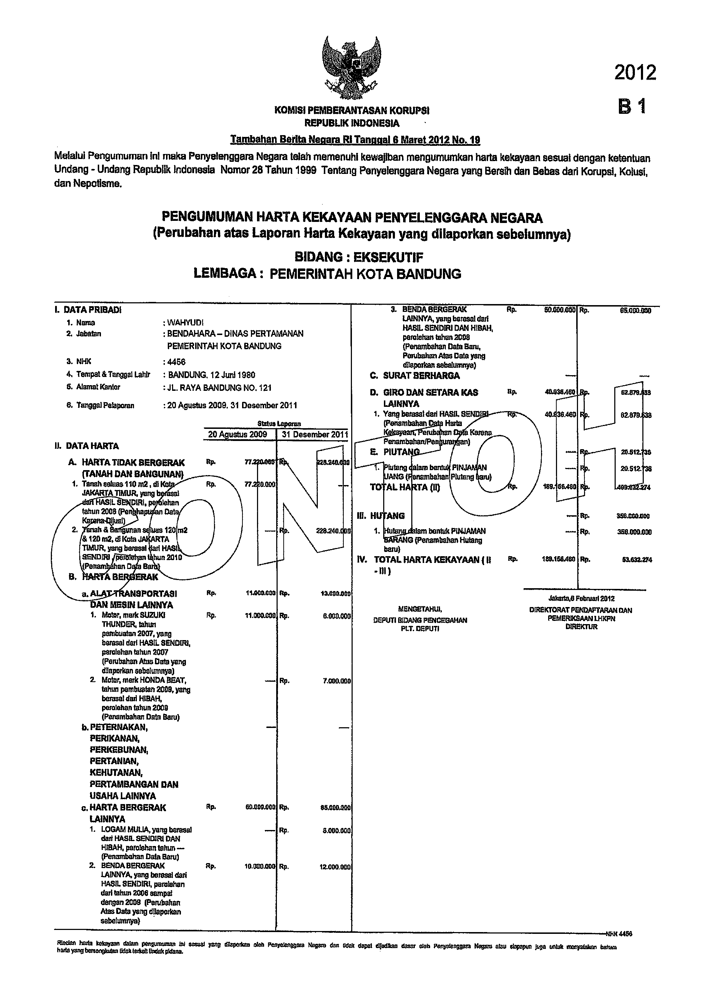 2012
B 1
KOMISI PEMBERANTASAN KORUPSI
REPUBLIK INDONESIA
Tambahan Berita Negara RI Tanggal 6 Maret 2012 No. 19
Melalui Pengumuman ini maka Penyelenggara Negara telah memenuhi kewajiban mengumumkan harta kekayaan sesuai dengan ketentuan
Undang - Undang Republik Indonesia Nomor 28 Tahun 1999 Tentang Penyelenggara Negara yang Bersih dan Bebas dari Korupsi, Kolusi,
dan Nepotisme.
PENGUMUMAN HARTA KEKAYAAN PENYELENGGARA NEGARA
(Perubahan atas Laporan Harta Kekayaan yang dilaporkan sebelumnya)
BIDANG : EKSEKUTIF
LEMBAGA : PEMERINTAH KOTA BANDUNG
CONTOH
I. DATA PRIBADI
1. Nama : WAHYUDI
2. Jabatan : BENDAHARA – DINAS PERTAMANAN
PEMERINTAH KOTA BANDUNG
3. NHK : 4456
4. Tempat & Tanggal Lahir : BANDUNG, 12 Juni 1980
5. Alamat Kantor : JL. RAYA BANDUNG NO. 121
6. Tanggal Pelaporan : 20 Agustus 2009. 31 Desember 2011
Status Laporan
20 Agustus 2009 31 Desember 2011
II. DATA HARTA
A. HARTA TIDAK BERGERAK Rp. 77.220.000 Rp. 228.240.000
(TANAH DAN BANGUNAN)
1. Tanah seluas 110 m2 , di Kota Rp. 77.220.000 —
JAKARTA TIMUR, yang berasal
dari HASIL SENDIRI, perolehan
tahun 2008 (Penghapusan Data
Karena Dijual)
2. Tanah & Bangunan seluas 120 m2 — Rp. 228.240.000
& 120 m2, di Kota JAKARTA
TIMUR, yang berasal dari HASIL
SENDIRI , perolehan tahun 2010
(Penambahan Data Baru)
B. HARTA BERGERAK
a. ALAT TRANSPORTASI Rp. 11.000.000 Rp. 13.000.000
DAN MESIN LAINNYA
1. Motor, merk SUZUKI Rp. 11.000.000 Rp. 6.000.000
THUNDER, tahun
pembuatan 2007, yang
berasal dari HASIL SENDIRI,
perolehan tahun 2007
(Perubahan Atas Data yang
dilaporkan sebelumnya)
2. Motor, merk HONDA BEAT, — Rp. 7.000.000
tahun pembuatan 2009, yang
berasal dari HIBAH,
perolehan tahun 2009
(Penambahan Data Baru)
b. PETERNAKAN, — —
PERIKANAN,
PERKEBUNAN,
PERTANIAN,
KEHUTANAN,
PERTAMBANGAN DAN
USAHA LAINNYA
c. HARTA BERGERAK Rp. 60.000.000 Rp. 85.000.000
LAINNYA
1. LOGAM MULIA, yang berasal — Rp. 8.000.000
dari HASIL SENDIRI DAN
HIBAH, perolehan tahun —
(Penambahan Data Baru)
2. BENDA BERGERAK Rp. 10.000.000 Rp. 12.000.000
LAINNYA, yang berasal dari
HASIL SENDIRI, perolehan
dari tahun 2006 sampai
dengan 2009 (Perubahan
Atas Data yang dilaporkan
sebelumnya)
3. BENDA BERGERAK Rp. 50.000.000 Rp. 65.000.000
LAINNYA, yang berasal dari
HASIL SENDIRI DAN HIBAH,
perolehan tahun 2008
(Penambahan Data Baru,
Perubahan Atas Data yang
dilaporkan sebelumnya)
C. SURAT BERHARGA — —
D. GIRO DAN SETARA KAS Rp. 40.936.460 Rp. 62.879.538
LAINNYA
1. Yang berasal dari HASIL SENDIRI Rp. 40.936.460 Rp. 62.879.538
(Penambahan Data Harta
Kekayaan, Perubahan Data Karena
Penambahan/Pengurangan)
E. PIUTANG — Rp. 20.512.736
1. Piutang dalam bentuk PINJAMAN — Rp. 20.512.736
UANG (Penambahan Piutang baru)
TOTAL HARTA (II) Rp. 189.156.460 Rp. 409.632.274
III. HUTANG — Rp. 356.000.000
1. Hutang dalam bentuk PINJAMAN — Rp. 356.000.000
BARANG (Penambahan Hutang
baru)
IV. TOTAL HARTA KEKAYAAN ( II Rp. 189.156.460 Rp. 53.632.274
- III )
Jakarta,6 Februari 2012
MENGETAHUI, DIREKTORAT PENDAFTARAN DAN
DEPUTI BIDANG PENCEGAHAN PEMERIKSAAN LHKPN
PLT. DEPUTI DIREKTUR
NHK 4456
Rincian harta kekayaan dalam pengumuman ini sesuai yang dilaporkan oleh Penyelenggara Negara dan tidak dapat dijadikan dasar oleh Penyelenggara Negara atau siapapun juga untuk menyatakan bahwa
harta yang bersangkutan tidak terkait tindak pidana.